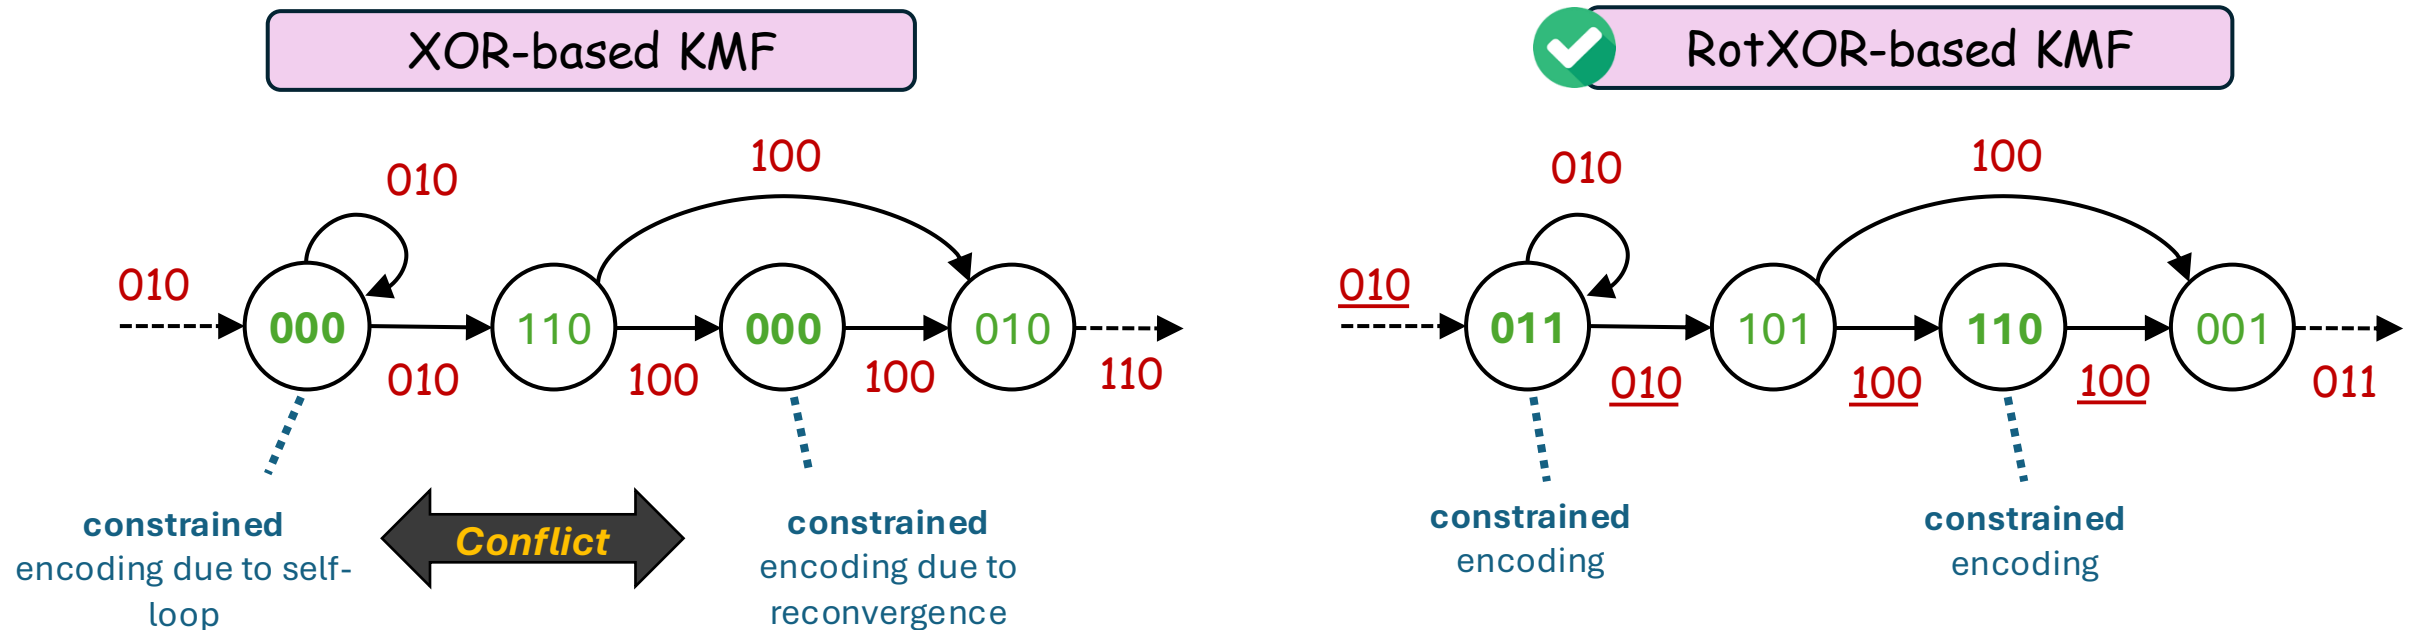 XOR-based KMF
010
100
010
000
110
000
010
010
100
100
110
constrained
encoding due to self-
loop
Conflict
constrained
encoding due to
reconvergence
RotXOR-based KMF
010
100
010
011
101
110
001
010
100
100
011
constrained
encoding
constrained
encoding